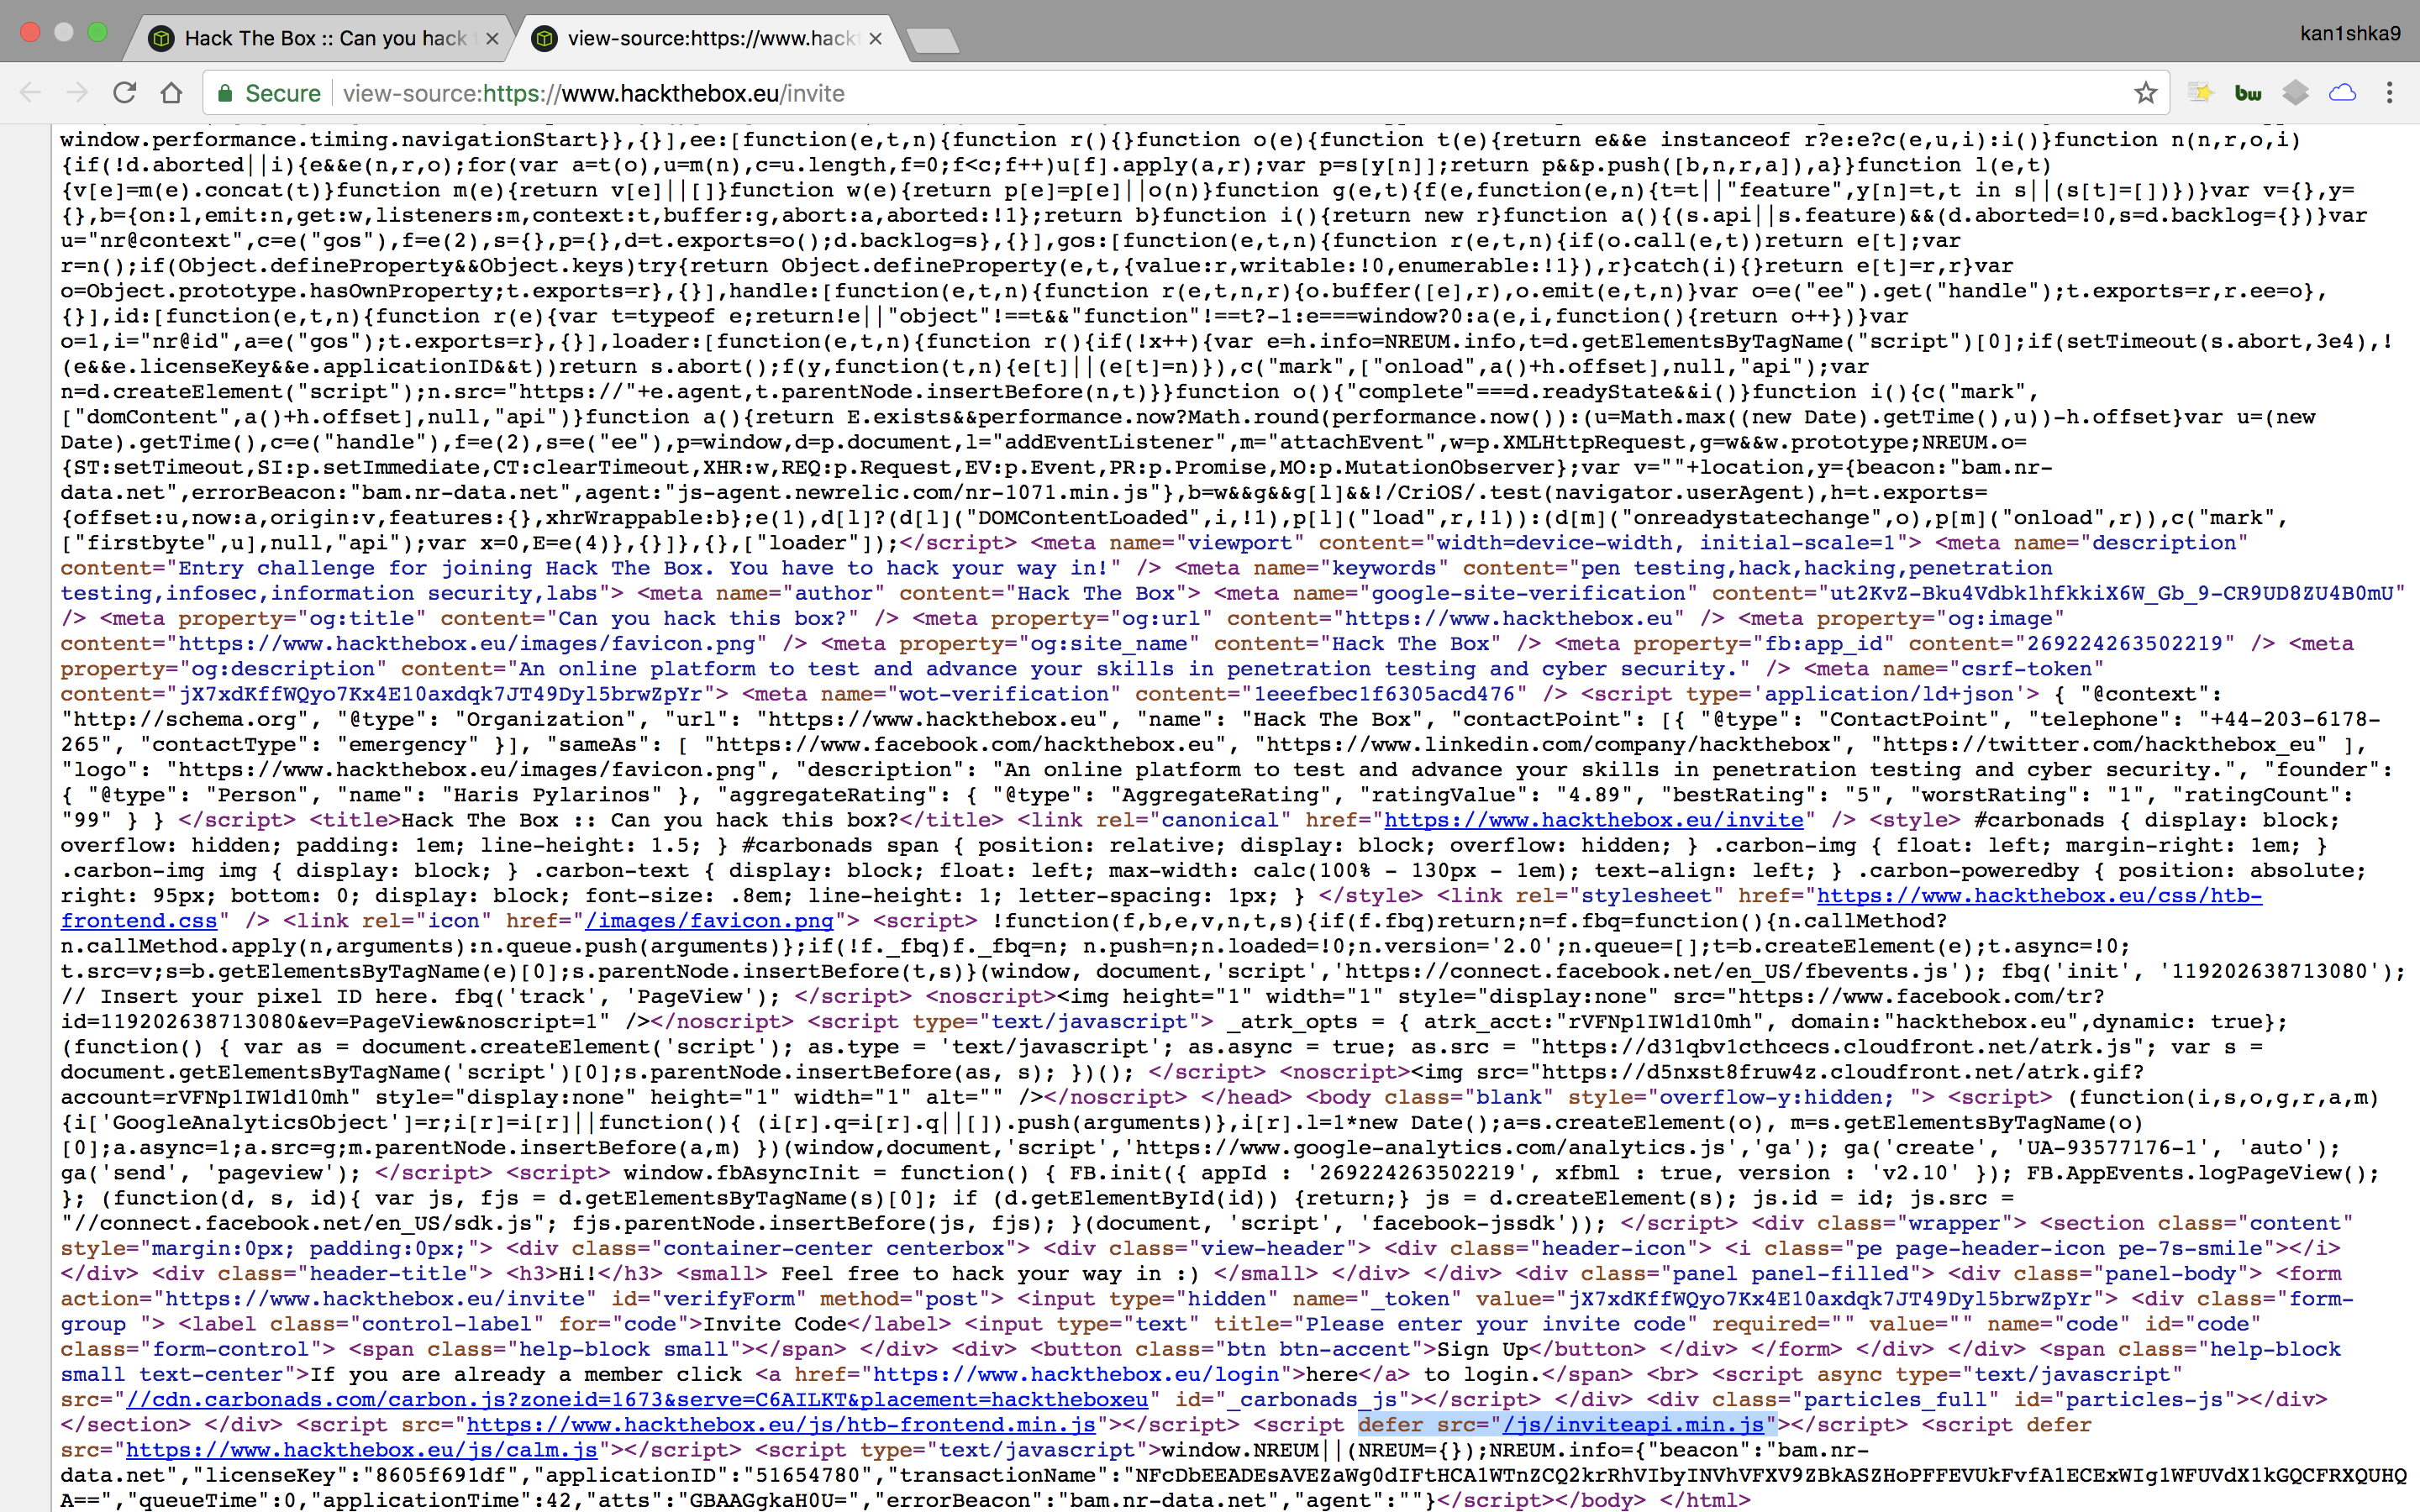 kan1shka9
Hack The Box :: Can you hack t
view-source:https://www.hackt
Secure
view-source:https://www.hackthebox.eu/invite
bw
window.performance.timing.navigationStart}},{}],ee:[function(e,t,n){function r(){}function o(e){function t(e){return e&&e instanceof r?e:e?c(e,u,i):i()}function n(n,r,o,i)
{if(!d.aborted||i){e&&e(n,r,o);for(var a=t(o),u=m(n),c=u.length,f=0;f<c;f++)u[f].apply(a,r);var p=s[y[n]];return p&&p.push([b,n,r,a]),a}}function l(e,t)
{v[e]=m(e).concat(t)}function m(e){return v[e]||[]}function w(e){return p[e]=p[e]||o(n)}function g(e,t){f(e,function(e,n){t=t||"feature",y[n]=t,t in s||(s[t]=[])})}var v={},y=
{},b={on:l,emit:n,get:w,listeners:m,context:t,buffer:g,abort:a,aborted:!1};return b}function i(){return new r}function a(){(s.api||s.feature)&&(d.aborted=!0,s=d.backlog={})}var
u="nr@context",c=e("gos"),f=e(2),s={},p={},d=t.exports=o();d.backlog=s},{}],gos:[function(e,t,n){function r(e,t,n){if(o.call(e,t))return e[t];var
r=n();if(Object.defineProperty&&Object.keys)try{return Object.defineProperty(e,t,{value:r,writable:!0,enumerable:!1}),r}catch(i){}return e[t]=r,r}var
o=Object.prototype.hasOwnProperty;t.exports=r},{}],handle:[function(e,t,n){function r(e,t,n,r){o.buffer([e],r),o.emit(e,t,n)}var o=e("ee").get("handle");t.exports=r,r.ee=o},
{}],id:[function(e,t,n){function r(e){var t=typeof e;return!e||"object"!==t&&"function"!==t?-1:e===window?0:a(e,i,function(){return o++})}var
o=1,i="nr@id",a=e("gos");t.exports=r},{}],loader:[function(e,t,n){function r(){if(!x++){var e=h.info=NREUM.info,t=d.getElementsByTagName("script")[0];if(setTimeout(s.abort,3e4),!
(e&&e.licenseKey&&e.applicationID&&t))return s.abort();f(y,function(t,n){e[t]||(e[t]=n)}),c("mark",["onload",a()+h.offset],null,"api");var
n=d.createElement("script");n.src="https://"+e.agent,t.parentNode.insertBefore(n,t)}}function o(){"complete"===d.readyState&&i()}function i(){c("mark",
["domContent",a()+h.offset],null,"api")}function a(){return E.exists&&performance.now?Math.round(performance.now()):(u=Math.max((new Date).getTime(),u))-h.offset}var u=(new
Date).getTime(),c=e("handle"),f=e(2),s=e("ee"),p=window,d=p.document,l="addEventListener",m="attachEvent",w=p.XMLHttpRequest,g=w&&w.prototype;NREUM.o=
{ST:setTimeout,SI:p.setImmediate,CT:clearTimeout,XHR:w,REQ:p.Request,EV:p.Event,PR:p.Promise,MO:p.MutationObserver};var v=""+location,y={beacon:"bam.nr-
data.net",errorBeacon:"bam.nr-data.net",agent:"js-agent.newrelic.com/nr-1071.min.js"},b=w&&g&&g[l]&&!/CriOS/.test(navigator.userAgent),h=t.exports=
{offset:u,now:a,origin:v,features:{},xhrWrappable:b};e(1),d[l]?(d[l]("DOMContentLoaded",i,!1),p[l]("load",r,!1)):(d[m]("onreadystatechange",o),p[m]("onload",r)),c("mark",
["firstbyte",u],null,"api");var x=0,E=e(4)},{}]},{},["loader"]);</script> <meta name="viewport" content="width=device-width, initial-scale=1"> <meta name="description"
content="Entry challenge for joining Hack The Box. You have to hack your way in!" /> <meta name="keywords" content="pen testing,hack,hacking,penetration
testing,infosec,information security,labs"> <meta name="author" content="Hack The Box"> <meta name="google-site-verification" content="ut2KvZ-Bku4Vdbk1hfkkiX6W_Gb_9-CR9UD8ZU4B0mU"
/> <meta property="og:title" content="Can you hack this box?" /> <meta property="og:url" content="https://www.hackthebox.eu" /> <meta property="og:image"
content="https://www.hackthebox.eu/images/favicon.png" /> <meta property="og:site_name" content="Hack The Box" /> <meta property="fb:app_id" content="269224263502219" /> <meta
property="og:description" content="An online platform to test and advance your skills in penetration testing and cyber security." /> <meta name="csrf-token"
content="jX7xdKffWQyo7Kx4E10axdqk7JT49Dyl5brwZpYr"> <meta name="wot-verification" content="1eeefbec1f6305acd476" /> <script type='application/ld+json'> { "@context":
"http://schema.org", "@type": "Organization", "url": "https://www.hackthebox.eu", "name": "Hack The Box", "contactPoint": [{ "@type": "ContactPoint", "telephone": "+44-203-6178-
265", "contactType": "emergency" }], "sameAs": [ "https://www.facebook.com/hackthebox.eu", "https://www.linkedin.com/company/hackthebox", "https://twitter.com/hackthebox_eu" ],
"logo": "https://www.hackthebox.eu/images/favicon.png", "description": "An online platform to test and advance your skills in penetration testing and cyber security.", "founder":
{ "@type": "Person", "name": "Haris Pylarinos" }, "aggregateRating": { "@type": "AggregateRating", "ratingValue": "4.89", "bestRating": "5", "worstRating": "1", "ratingCount":
"99" } } </script> <title>Hack The Box :: Can you hack this box?</title> <link rel="canonical" href="https://www.hackthebox.eu/invite" /> <style> #carbonads { display: block;
overflow: hidden; padding: 1em; line-height: 1.5; } #carbonads span { position: relative; display: block; overflow: hidden; } .carbon-img { float: left; margin-right: 1em; }
.carbon-img img { display: block; } .carbon-text { display: block; float: left; max-width: calc(100% - 130px - 1em); text-align: left; } .carbon-poweredby { position: absolute;
right: 95px; bottom: 0; display: block; font-size: .8em; line-height: 1; letter-spacing: 1px; } </style> <link rel="stylesheet" href="https://www.hackthebox.eu/css/htb-
frontend.css" /> <link rel="icon" href="/images/favicon.png"> <script> !function(f,b,e,v,n,t,s){if(f.fbq)return;n=f.fbq=function(){n.callMethod?
n.callMethod.apply(n,arguments):n.queue.push(arguments)};if(!f._fbq)f._fbq=n; n.push=n;n.loaded=!0;n.version='2.0';n.queue=[];t=b.createElement(e);t.async=!0;
t.src=v;s=b.getElementsByTagName(e)[0];s.parentNode.insertBefore(t,s)}(window, document,'script','https://connect.facebook.net/en_US/fbevents.js'); fbq('init', '119202638713080');
// Insert your pixel ID here. fbq('track', 'PageView'); </script> <noscript><img height="1" width="1" style="display:none" src="https://www.facebook.com/tr?
id=119202638713080&ev=PageView&noscript=1" /></noscript> <script type="text/javascript"> _atrk_opts = { atrk_acct:"rVFNp1IW1d10mh", domain:"hackthebox.eu",dynamic: true};
(function() { var as = document.createElement('script'); as.type = 'text/javascript'; as.async = true; as.src = "https://d31qbv1cthcecs.cloudfront.net/atrk.js"; var s =
document.getElementsByTagName('script')[0];s.parentNode.insertBefore(as, s); })(); </script> <noscript><img src="https://d5nxst8fruw4z.cloudfront.net/atrk.gif?
account=rVFNp1IW1d10mh" style="display:none" height="1" width="1" alt="" /></noscript> </head> <body class="blank" style="overflow-y:hidden; "> <script> (function(i,s,o,g,r,a,m)
{i['GoogleAnalyticsObject']=r;i[r]=i[r]||function(){ (i[r].q=i[r].q||[]).push(arguments)},i[r].l=1*new Date();a=s.createElement(o), m=s.getElementsByTagName(o)
[0];a.async=1;a.src=g;m.parentNode.insertBefore(a,m) })(window,document,'script','https://www.google-analytics.com/analytics.js','ga'); ga('create', 'UA-93577176-1', 'auto');
ga('send', 'pageview'); </script> <script> window.fbAsyncInit = function() { FB.init({ appId : '269224263502219', xfbml : true, version : 'v2.10' }); FB.AppEvents.logPageView();
}; (function(d, s, id){ var js, fjs = d.getElementsByTagName(s)[0]; if (d.getElementById(id)) {return;} js = d.createElement(s); js.id = id; js.src =
"//connect.facebook.net/en_US/sdk.js"; fjs.parentNode.insertBefore(js, fjs); }(document, 'script', 'facebook-jssdk')); </script> <div class="wrapper"> <section class="content"
style="margin:0px; padding:0px;"> <div class="container-center centerbox"> <div class="view-header"> <div class="header-icon"> <i class="pe page-header-icon pe-7s-smile"></i>
</div> <div class="header-title"> <h3>Hi!</h3> <small> Feel free to hack your way in :) </small> </div> </div> <div class="panel panel-filled"> <div class="panel-body"> <form
action="https://www.hackthebox.eu/invite" id="verifyForm" method="post"> <input type="hidden" name="_token" value="jX7xdKffWQyo7Kx4E10axdqk7JT49Dyl5brwZpYr"> <div class="form-
group "> <label class="control-label" for="code">Invite Code</label> <input type="text" title="Please enter your invite code" required="" value="" name="code" id="code"
class="form-control"> <span class="help-block small"></span> </div> <div> <button class="btn btn-accent">Sign Up</button> </div> </form> </div> </div> <span class="help-block
small text-center">If you are already a member click <a href="https://www.hackthebox.eu/login">here</a> to login.</span> <br> <script async type="text/javascript"
src="//cdn.carbonads.com/carbon.js?zoneid=1673&serve=C6AILKT&placement=hacktheboxeu" id="_carbonads_js"></script> </div> <div class="particles_full" id="particles-js"></div>
</section> </div> <script src="https://www.hackthebox.eu/js/htb-frontend.min.js"></script> <script defer src="/js/inviteapi.min.js"></script> <script defer
src="https://www.hackthebox.eu/js/calm.js"></script> <script type="text/javascript">window.NREUM||(NREUM={});NREUM.info={"beacon":"bam.nr-
data.net","licenseKey":"8605f691df","applicationID":"51654780","transactionName":"NFcDbEEADEsAVEZaWg0dIFtHCA1WTnZCQ2krRhVIbyINVhVFXV9ZBkASZHoPFFEVUkFvfA1ECExWIg1WFUVdX1kGQCFRXQUHQ
A==","queueTime":0,"applicationTime":42,"atts":"GBAAGgkaH0U=","errorBeacon":"bam.nr-data.net","agent":""}</script></body> </html>